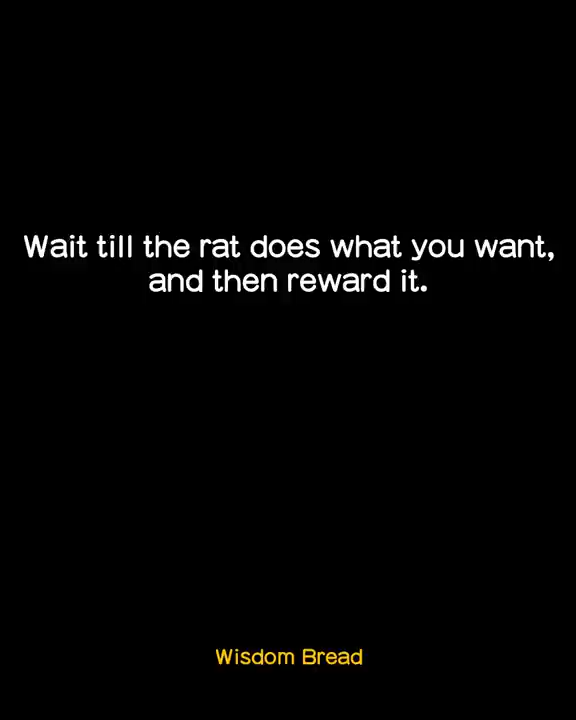 Wait till the rat does what you want,
and then reward it.
Wisdom Bread